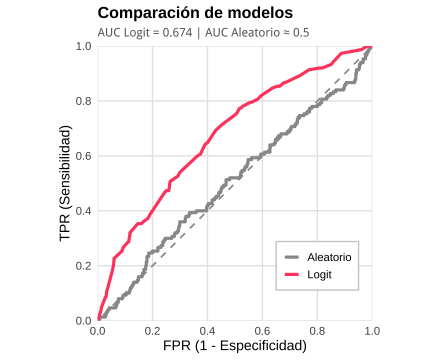 Comparación de modelos
AUC Logit = 0.674 | AUC Aleatorio ≈ 0.5
TPR (Sensibilidad)
1.0
0.8
0.6
0.4
0.2
0.0
Aleatorio
Logit
0.0 0.2 0.4 0.6 0.8 1.0
FPR (1 - Especificidad)